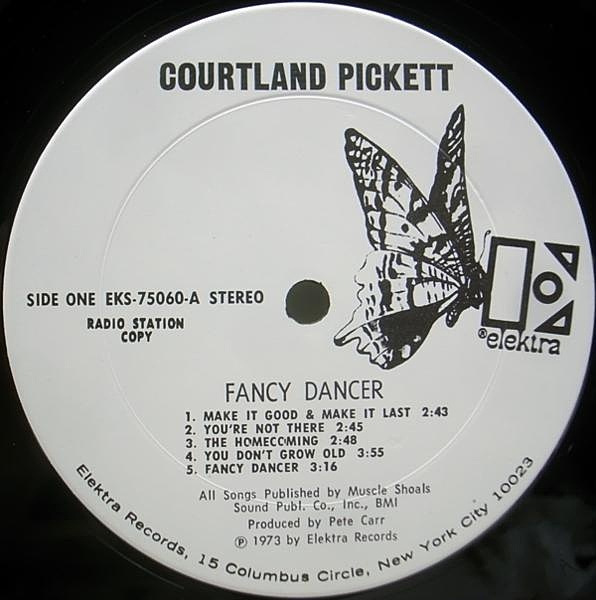 COURTLAND PICKETT
SIDE ONE EKS-75060-A STEREO
RADIO STATION
COPY
® elektra
FANCY DANCER
1. MAKE IT GOOD & MAKE IT LAST 2:43
2. YOU'RE NOT THERE 2:45
3. THE HOMECOMING 2:48
4. YOU DON'T GROW OLD 3:55
5. FANCY DANCER 3:16
All Songs Published by Muscle Shoals
Sound Publ. Co., Inc., BMI
Produced by Pete Carr
℗ 1973 by Elektra Records
Elektra Records, 15 Columbus Circle, New York City 10023